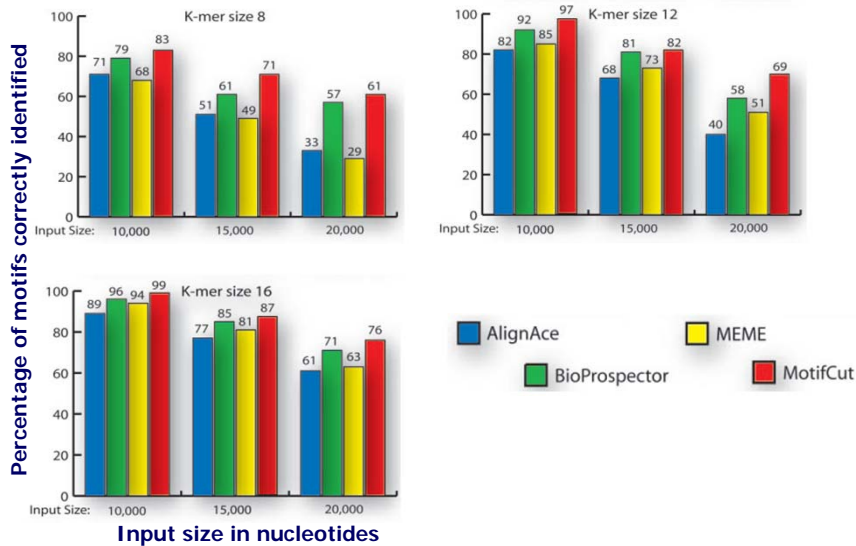 Percentage of motifs correctly identified
K-mer size 8
100
80
60
40
20
0
71 79 68 83
51 61 49 71
33 57 29 61
Input Size: 10,000 15,000 20,000
K-mer size 12
100
80
60
40
20
0
82 92 85 97
68 81 73 82
40 58 51 69
Input Size: 10,000 15,000 20,000
K-mer size 16
100
80
60
40
20
0
89 96 94 99
77 85 81 87
61 71 63 76
Input Size: 10,000 15,000 20,000
Input size in nucleotides
AlignAce MEME
BioProspector MotifCut